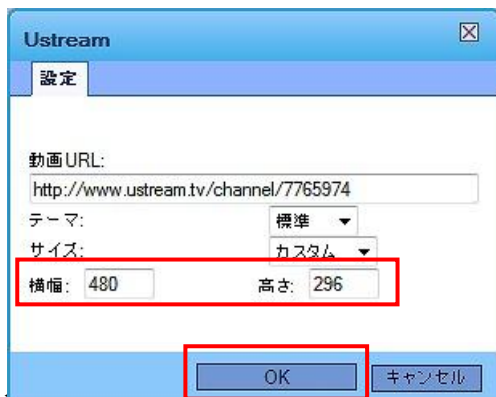 Ustream
設定
動画URL:
http://www.ustream.tv/channel/7765974
テーマ: 標準
サイズ: カスタム
横幅: 480 高さ: 296
OK キャンセル